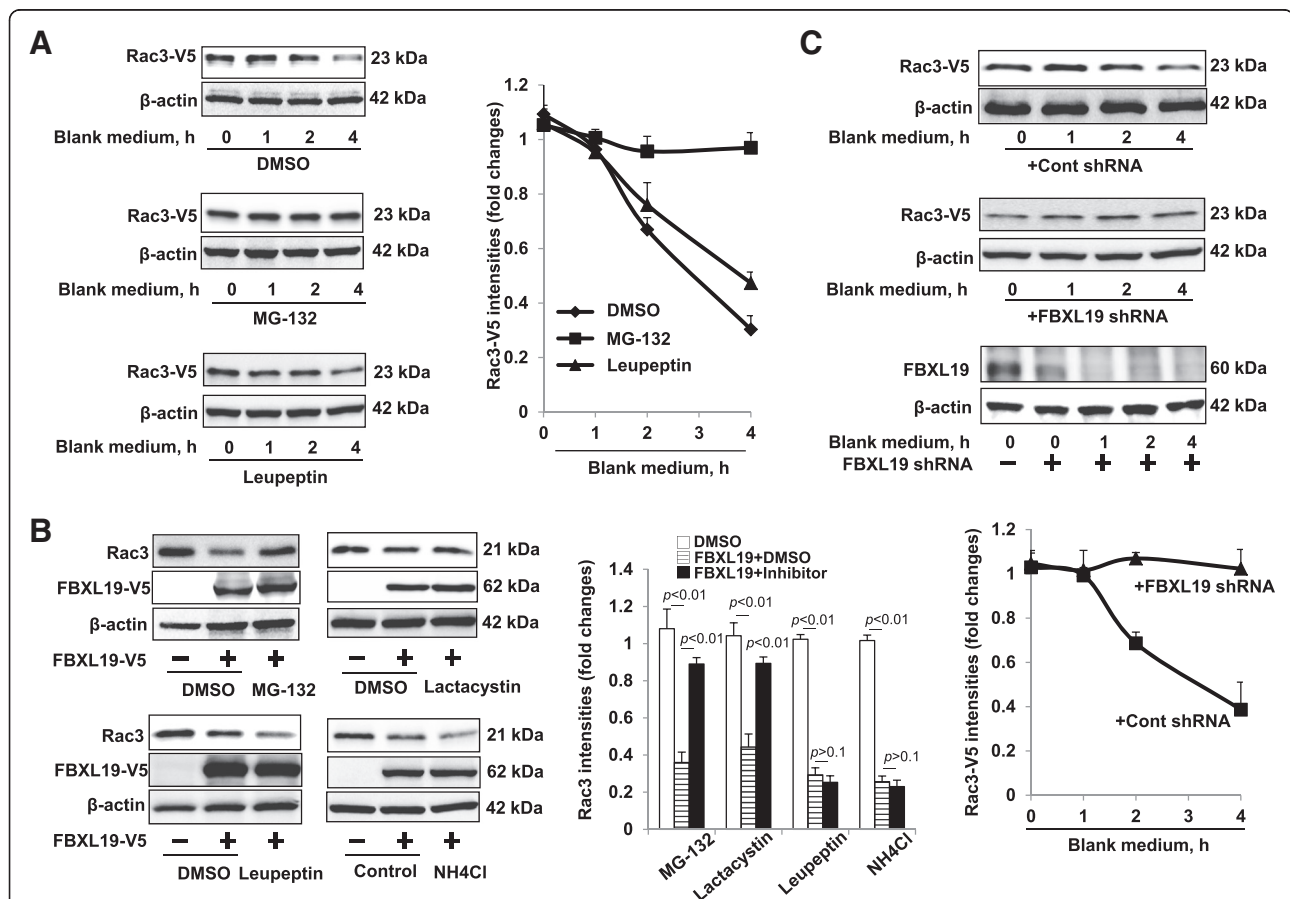 A
Rac3-V5 23 kDa
β-actin 42 kDa
Blank medium, h 0 1 2 4
DMSO
Rac3-V5 23 kDa
β-actin 42 kDa
Blank medium, h 0 1 2 4
MG-132
Rac3-V5 23 kDa
β-actin 42 kDa
Blank medium, h 0 1 2 4
Leupeptin
Rac3-V5 intensities (fold changes)
1.2
1
0.8
0.6
0.4
0.2
0
DMSO
MG-132
Leupeptin
0 1 2 3 4
Blank medium, h
C
Rac3-V5 23 kDa
β-actin 42 kDa
Blank medium, h 0 1 2 4
+Cont shRNA
Rac3-V5 23 kDa
β-actin 42 kDa
Blank medium, h 0 1 2 4
+FBXL19 shRNA
FBXL19 60 kDa
β-actin 42 kDa
Blank medium, h 0 0 1 2 4
FBXL19 shRNA − + + + +
Rac3-V5 intensities (fold changes)
1.2
1
0.8
0.6
0.4
0.2
0
+FBXL19 shRNA
+Cont shRNA
0 1 2 3 4
Blank medium, h
B
Rac3 21 kDa
FBXL19-V5 62 kDa
β-actin 42 kDa
FBXL19-V5 − + + − + +
DMSO MG-132 DMSO Lactacystin
Rac3 21 kDa
FBXL19-V5 62 kDa
β-actin 42 kDa
FBXL19-V5 − + + − + +
DMSO Leupeptin Control NH4Cl
Rac3 intensities (fold changes)
DMSO
FBXL19+DMSO
FBXL19+Inhibitor
1.4
1.2
1
0.8
0.6
0.4
0.2
0
p<0.01
p<0.01
p<0.01
p<0.01
p<0.01
p>0.1
p<0.01
p>0.1
MG-132
Lactacystin
Leupeptin
NH4Cl